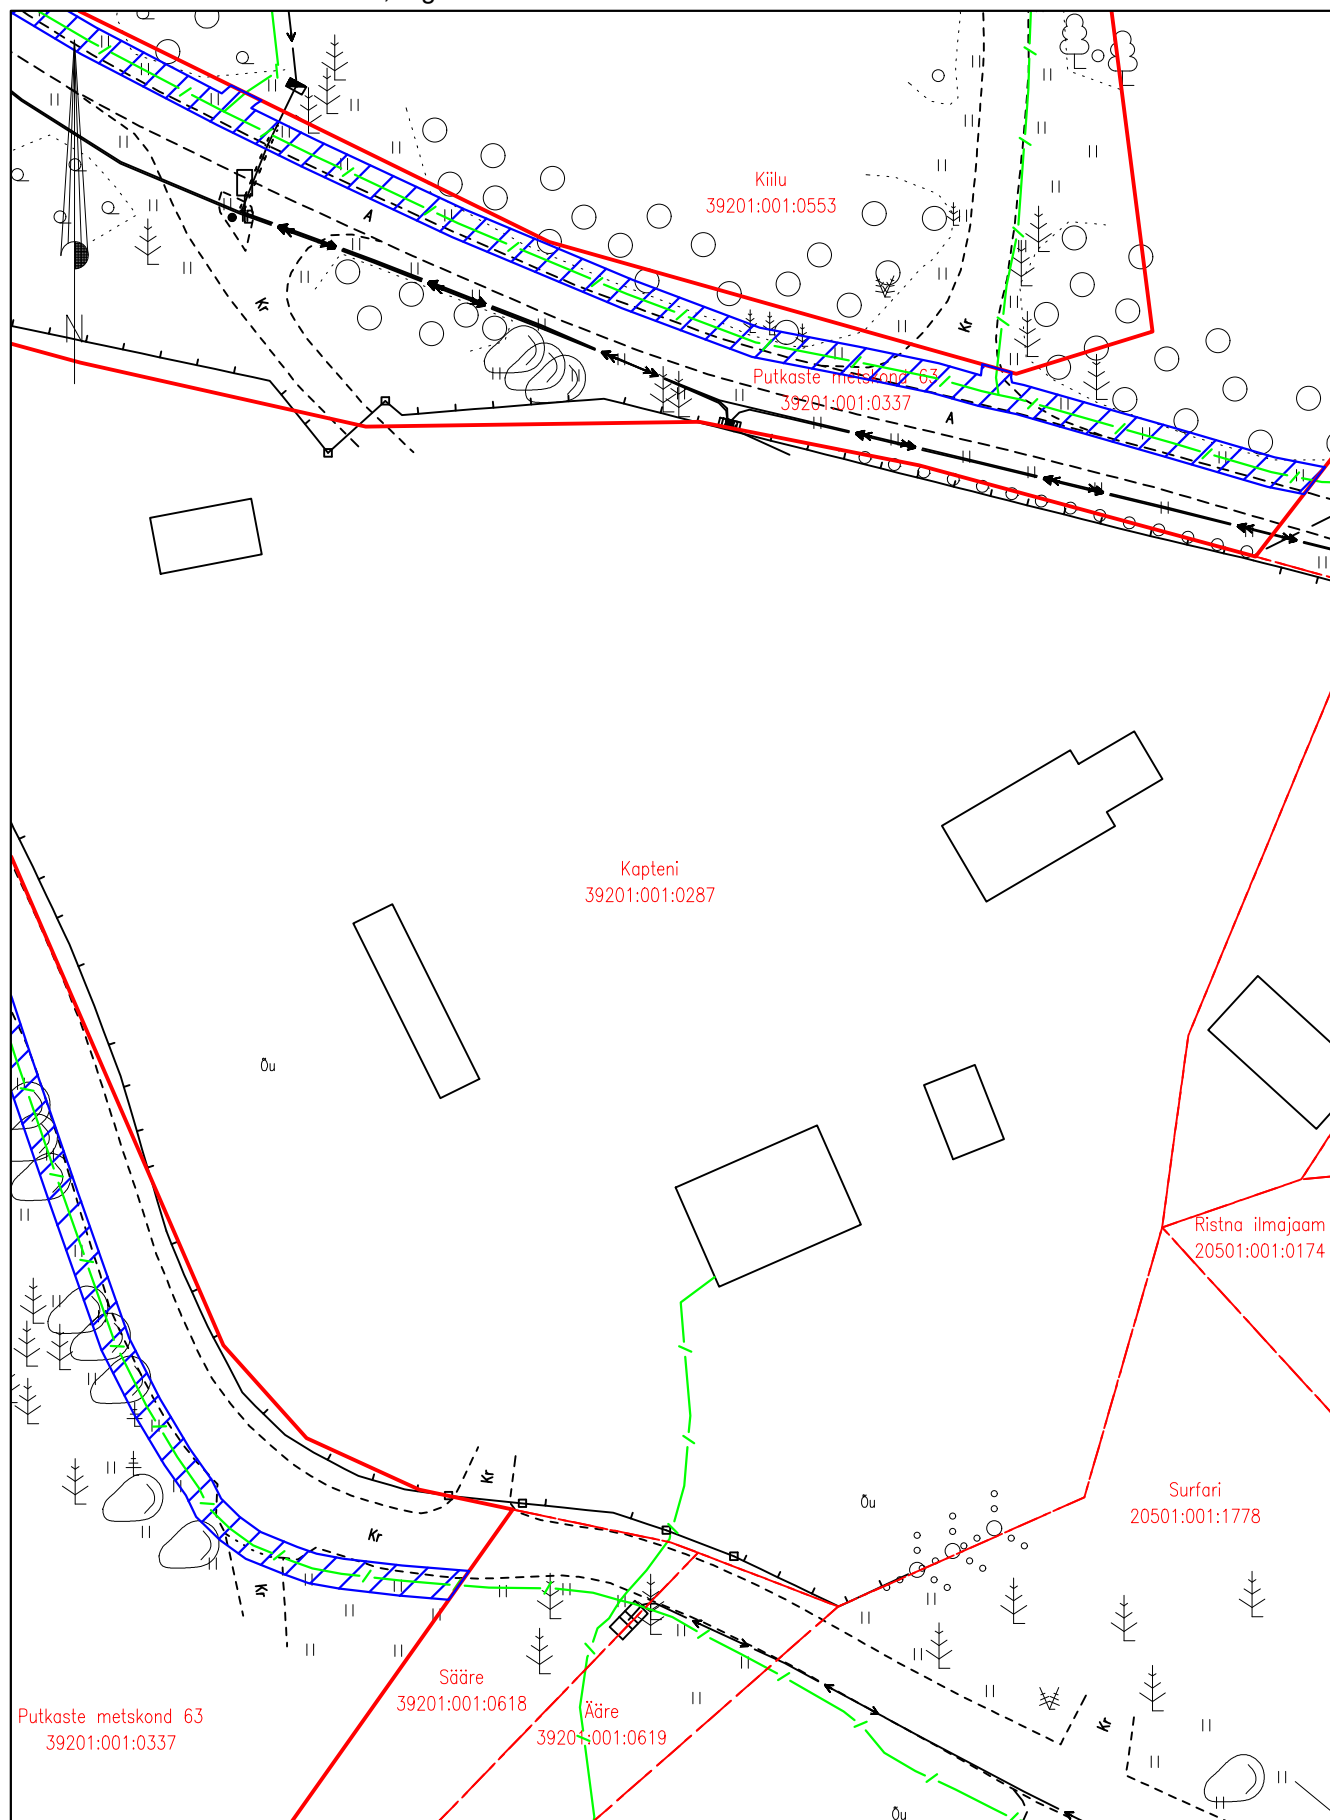 Kiilu
39201:001:0553
A
Kr
Kr
N
Putkaste metskond 63
39201:001:0337
A
Kapteni
39201:001:0287
Õu
Ristna ilmajaam
20501:001:0174
Kr
Õu
Surfari
20501:001:1778
Kr
Kr
Sääre
39201:001:0618
Ääre
39201:001:0619
Putkaste metskond 63
39201:001:0337
Kr
Õu